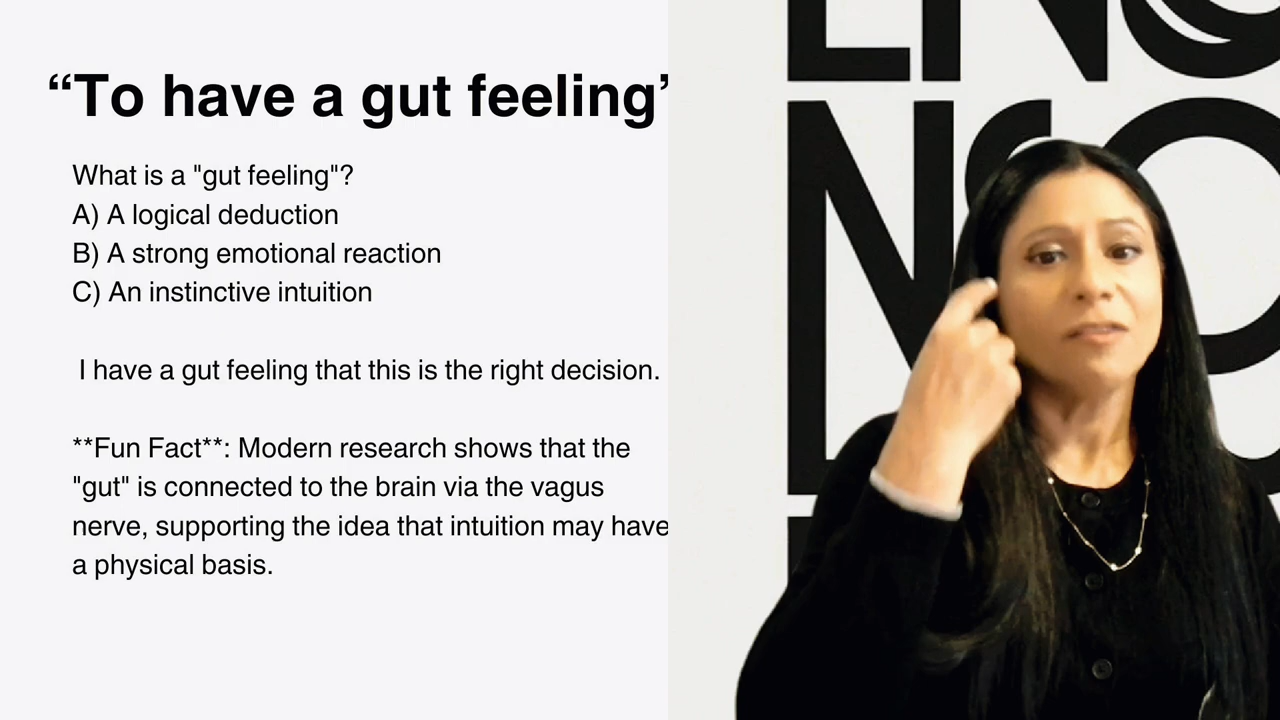 “To have a gut feeling’
What is a "gut feeling"?
A) A logical deduction
B) A strong emotional reaction
C) An instinctive intuition
I have a gut feeling that this is the right decision.
**Fun Fact**: Modern research shows that the
"gut" is connected to the brain via the vagus
nerve, supporting the idea that intuition may have
a physical basis.